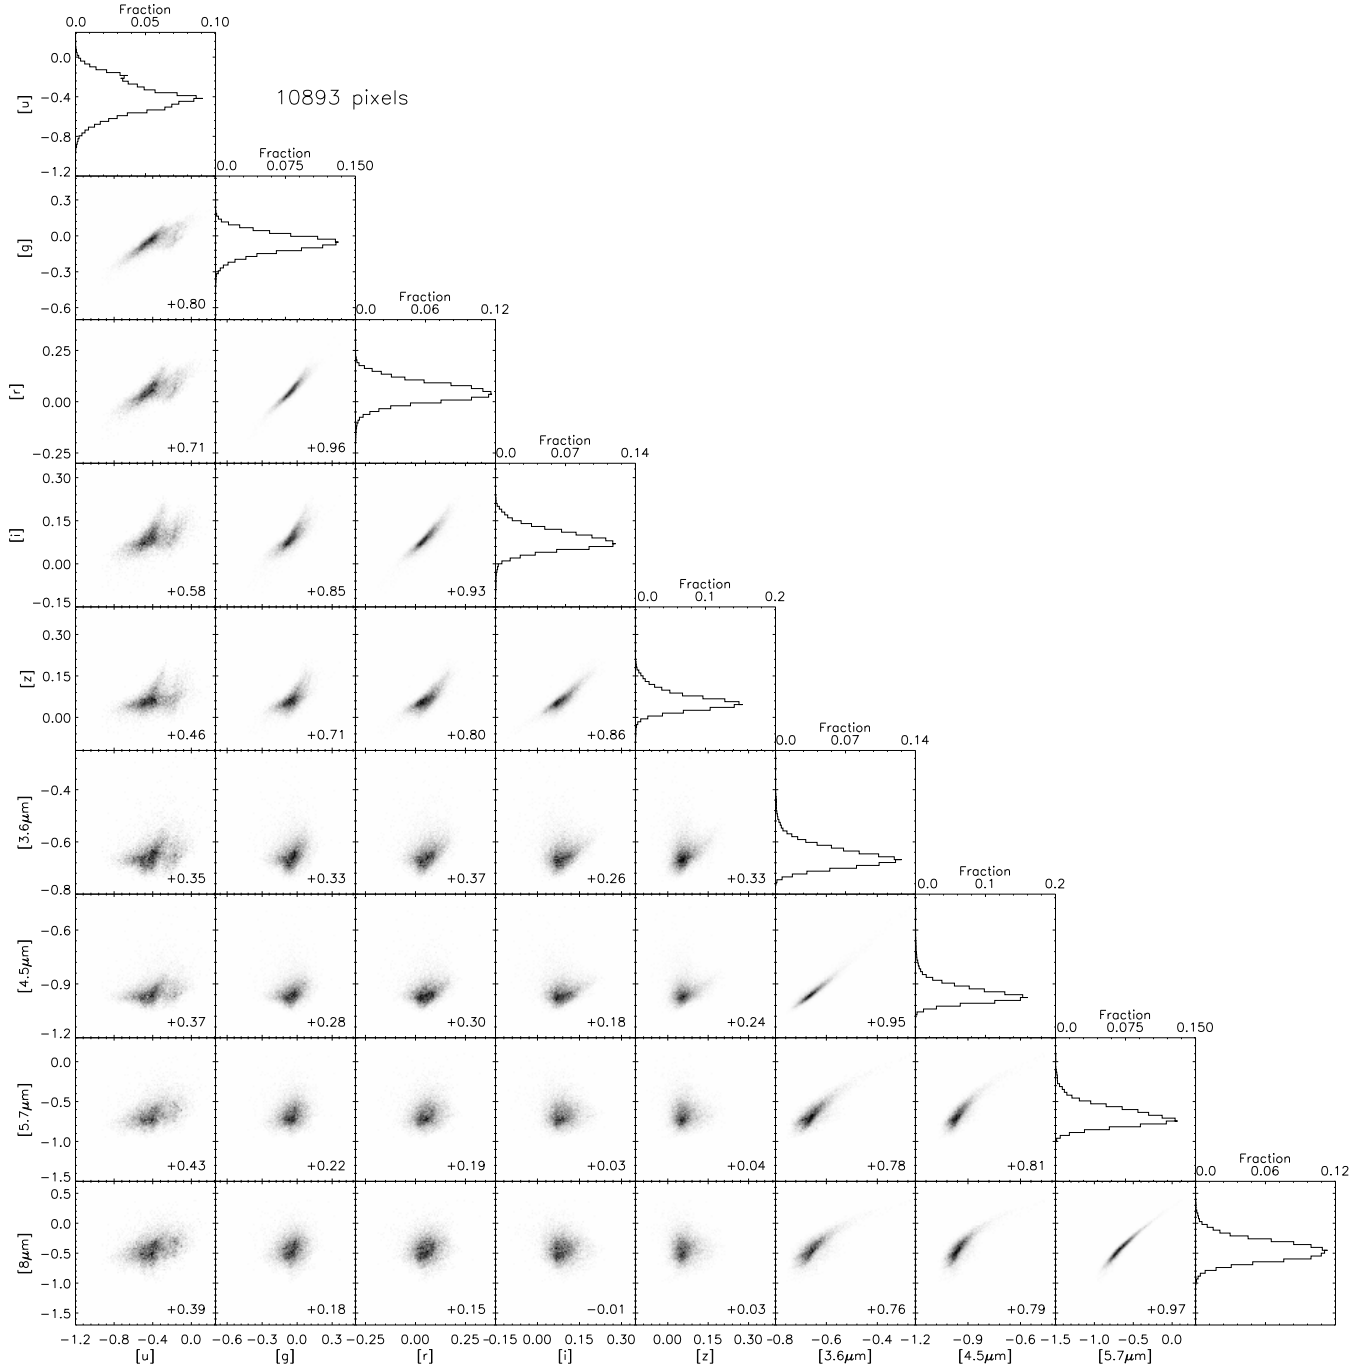 Fraction
0.0 0.05 0.10
0.0
−0.4
−0.8
−1.2
[u]
10893 pixels
Fraction
0.0 0.075 0.150
0.3
0.0
−0.3
−0.6
[g]
+0.80
Fraction
0.0 0.06 0.12
0.25
0.00
−0.25
[r]
+0.71 +0.96
Fraction
0.0 0.07 0.14
0.30
0.15
0.00
−0.15
[i]
+0.58 +0.85 +0.93
Fraction
0.0 0.1 0.2
0.30
0.15
0.00
[z]
+0.46 +0.71 +0.80 +0.86
Fraction
0.0 0.07 0.14
−0.4
−0.6
−0.8
[3.6μm]
+0.35 +0.33 +0.37 +0.26 +0.33
Fraction
0.0 0.1 0.2
−0.6
−0.9
−1.2
[4.5μm]
+0.37 +0.28 +0.30 +0.18 +0.24 +0.95
Fraction
0.0 0.075 0.150
0.0
−0.5
−1.0
−1.5
[5.7μm]
+0.43 +0.22 +0.19 +0.03 +0.04 +0.78 +0.81
Fraction
0.0 0.06 0.12
0.5
0.0
−0.5
−1.0
−1.5
[8μm]
+0.39 +0.18 +0.15 −0.01 +0.03 +0.76 +0.79 +0.97
−1.2 −0.8 −0.4 0.0 −0.6 −0.3 0.0 −0.25 0.00 0.25 −0.15 0.00 0.15 0.30 0.00 0.15 0.30 −0.8 −0.6 −0.4 −1.2 −0.9 −0.6 −1.5 −1.0 −0.5 0.0
[u] [g] [r] [i] [z] [3.6μm] [4.5μm] [5.7μm]